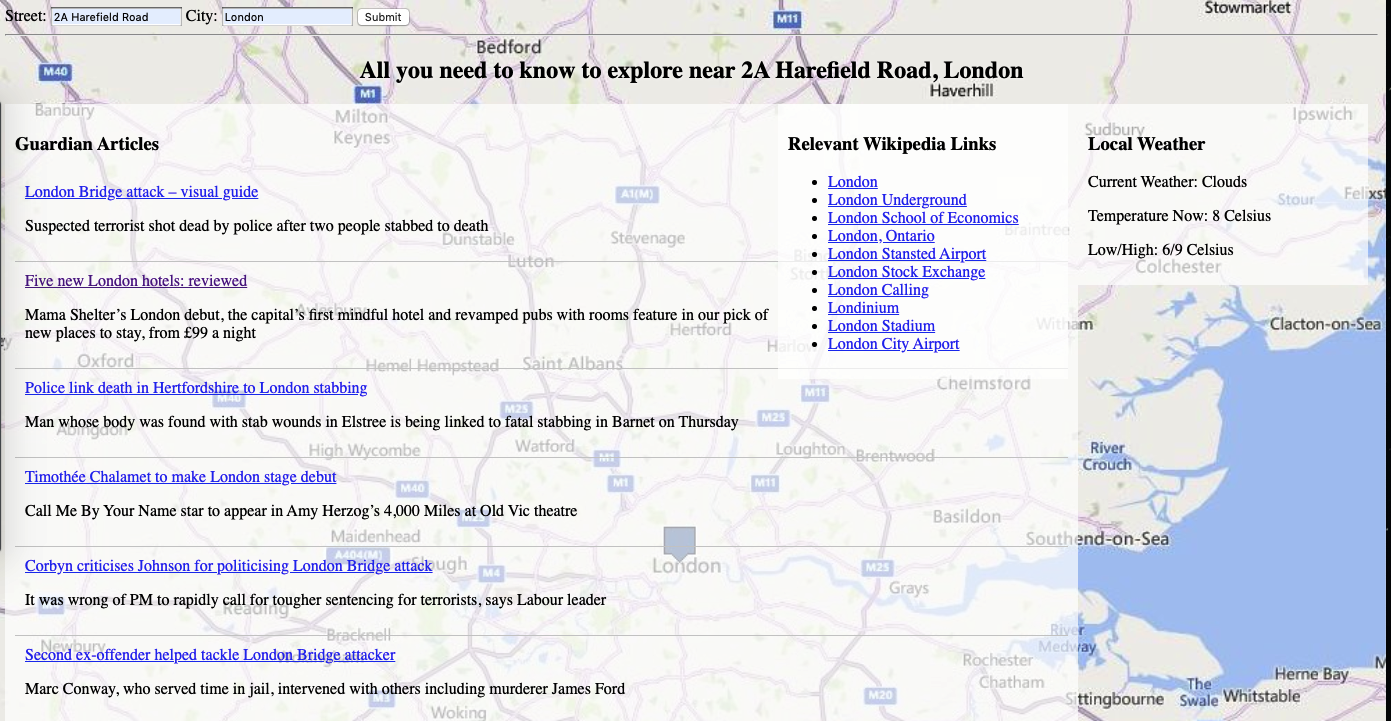 Street: 2A Harefield Road City: London Submit
All you need to know to explore near 2A Harefield Road, London
Guardian Articles
London Bridge attack – visual guide
Suspected terrorist shot dead by police after two people stabbed to death
Five new London hotels: reviewed
Mama Shelter’s London debut, the capital’s first mindful hotel and revamped pubs with rooms feature in our pick of
new places to stay, from £99 a night
Police link death in Hertfordshire to London stabbing
Man whose body was found with stab wounds in Elstree is being linked to fatal stabbing in Barnet on Thursday
Timothée Chalamet to make London stage debut
Call Me By Your Name star to appear in Amy Herzog’s 4,000 Miles at Old Vic theatre
Corbyn criticises Johnson for politicising London Bridge attack
It was wrong of PM to rapidly call for tougher sentencing for terrorists, says Labour leader
Second ex-offender helped tackle London Bridge attacker
Marc Conway, who served time in jail, intervened with others including murderer James Ford
Relevant Wikipedia Links
London
London Underground
London School of Economics
London, Ontario
London Stansted Airport
London Stock Exchange
London Calling
Londinium
London Stadium
London City Airport
Local Weather
Current Weather: Clouds
Temperature Now: 8 Celsius
Low/High: 6/9 Celsius
Stowmarket
M11
Bedford
M40
M1
Haverhill
Banbury
Milton
Keynes
Ipswich
Sudbury
A1(M)
Stour
Dunstable
Stevenage
Braintree
Luton
Colchester
Hertford
Witham
Clacton-on-Sea
Oxford
Hemel Hempstead
Saint Albans
Chelmsford
M40
M25
M11
M25
Abingdon
High Wycombe
Watford
Loughton
Brentwood
River
Crouch
M1
M40
M1
M11
M25
Basildon
Maidenhead
A404(M)
Southend-on-Sea
London
M4
M25
Grays
Reading
Bracknell
River
Medway
Newbury
Rochester
Chatham
Herne Bay
The
Swale
Whitstable
Sittingbourne
M3
M20
Woking